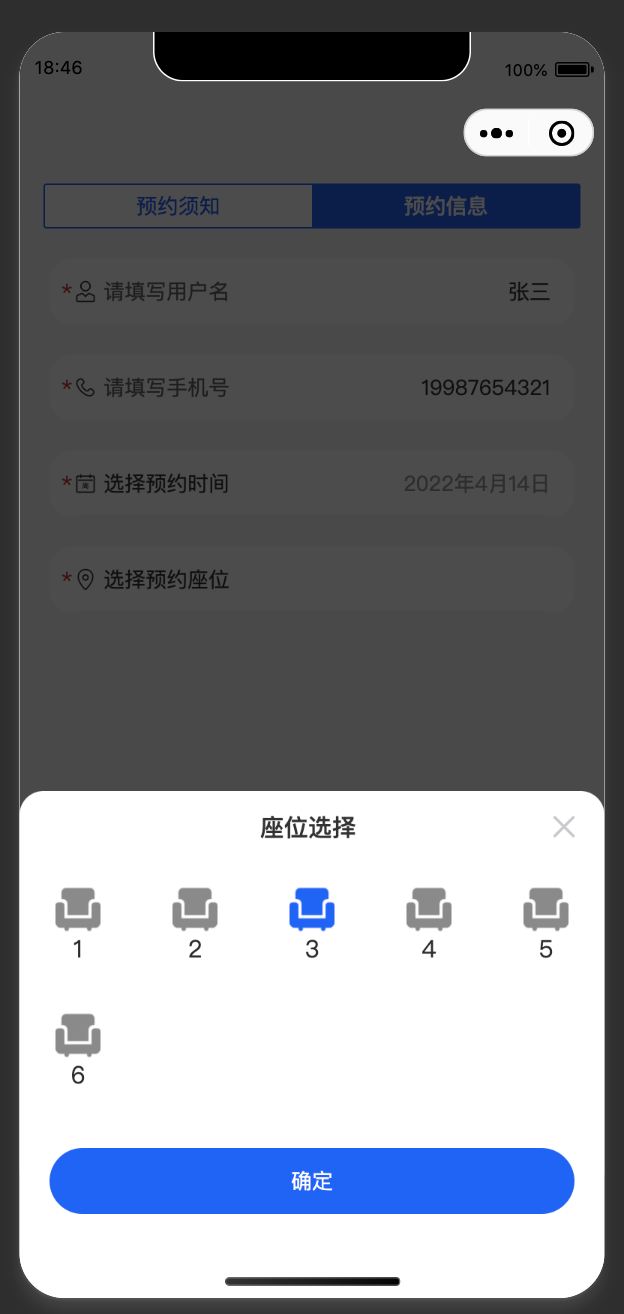 18:46
100%
预约须知 预约信息
*请填写用户名 张三
*请填写手机号 19987654321
*选择预约时间 2022年4月14日
*选择预约座位
座位选择
1 2 3 4 5
6
确定